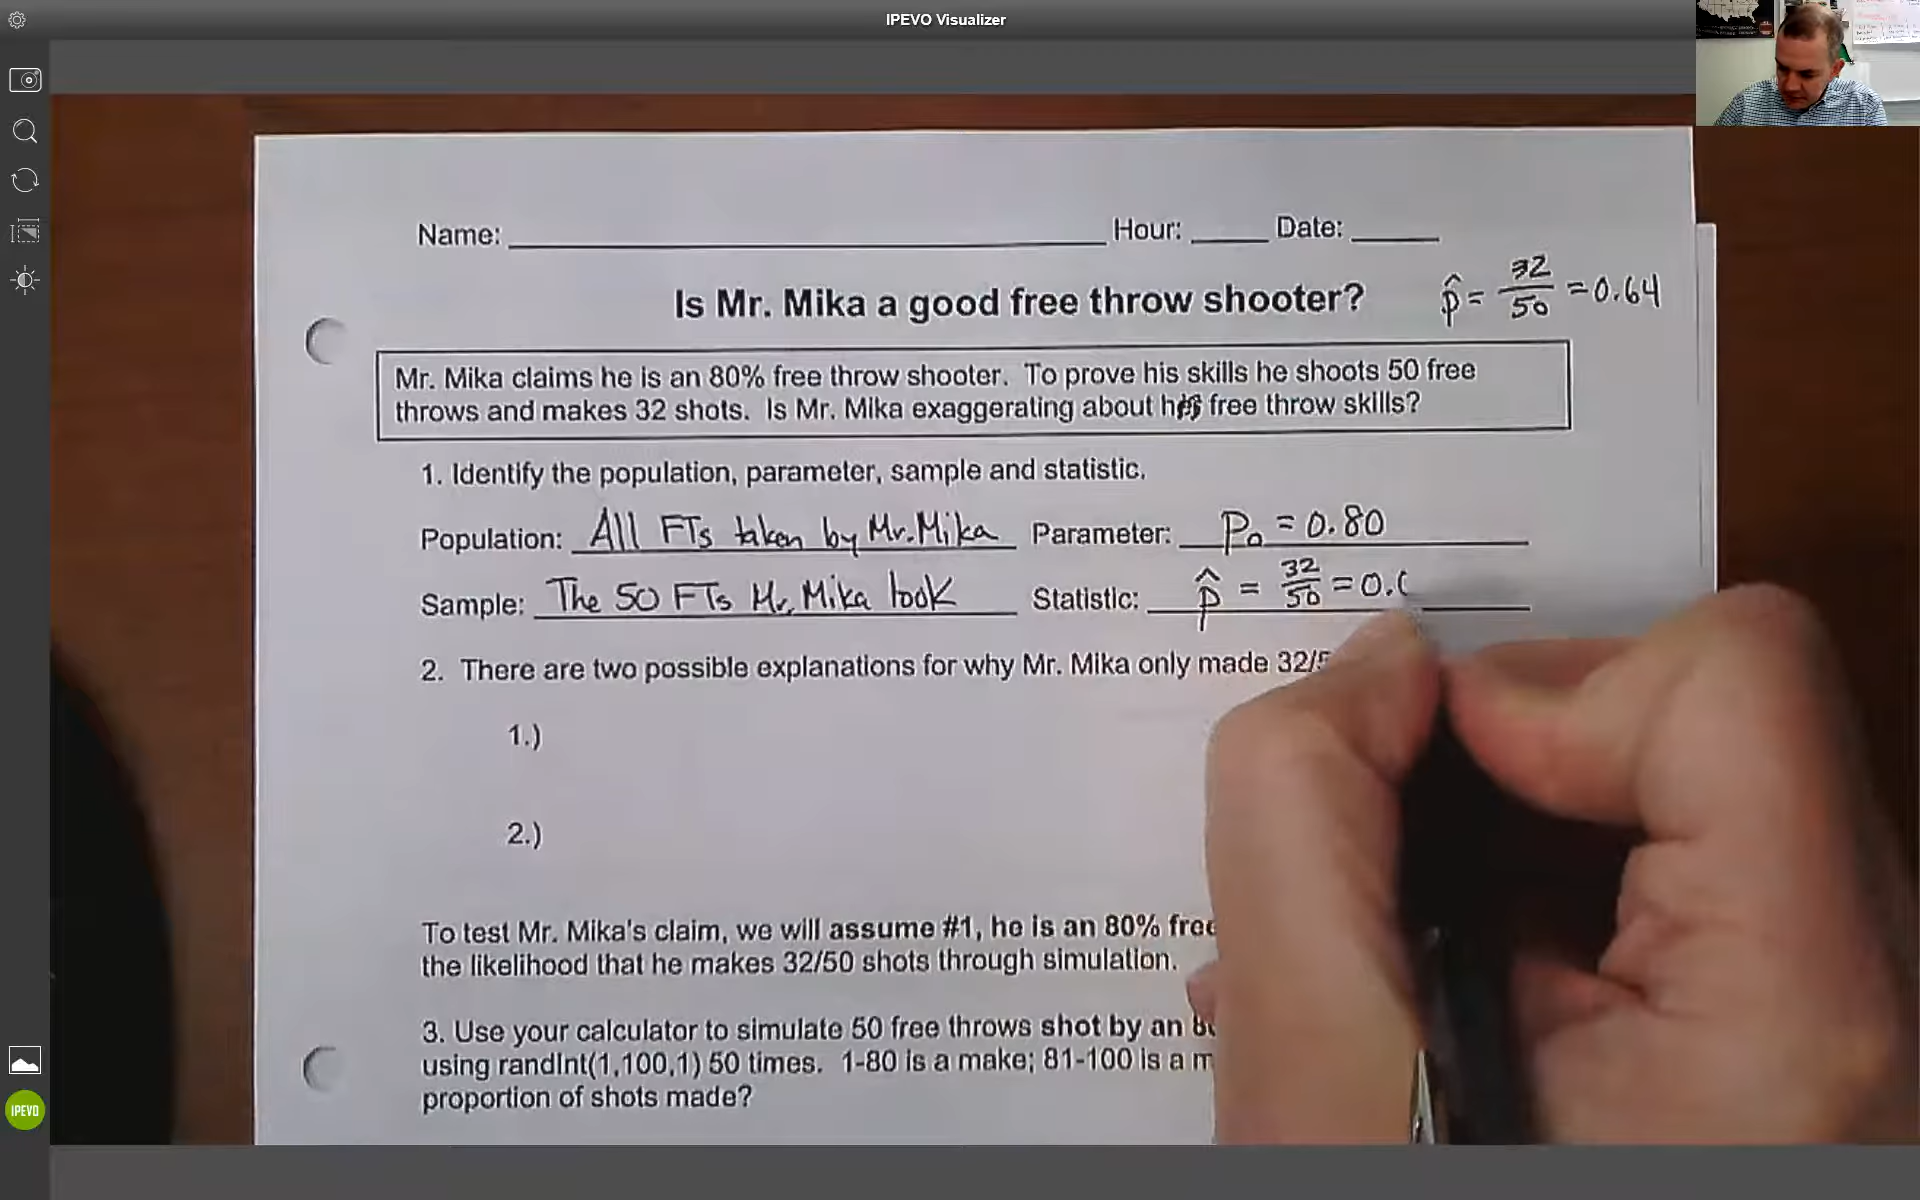 IPEVO Visualizer
Name: Hour: Date:
Is Mr. Mika a good free throw shooter?
p̂ = 32/50 = 0.64
Mr. Mika claims he is an 80% free throw shooter. To prove his skills he shoots 50 free
throws and makes 32 shots. Is Mr. Mika exaggerating about his free throw skills?
1. Identify the population, parameter, sample and statistic.
Population: All FTs taken by Mr. Mika Parameter: P₀ = 0.80
Sample: The 50 FTs Mr. Mika took Statistic: p̂ = 32/50 = 0.
2. There are two possible explanations for why Mr. Mika only made 32/5
1.)
2.)
To test Mr. Mika's claim, we will assume #1, he is an 80% free
the likelihood that he makes 32/50 shots through simulation.
3. Use your calculator to simulate 50 free throws shot by an
using randInt(1,100,1) 50 times. 1-80 is a make; 81-100 is a m
proportion of shots made?
IPEVO